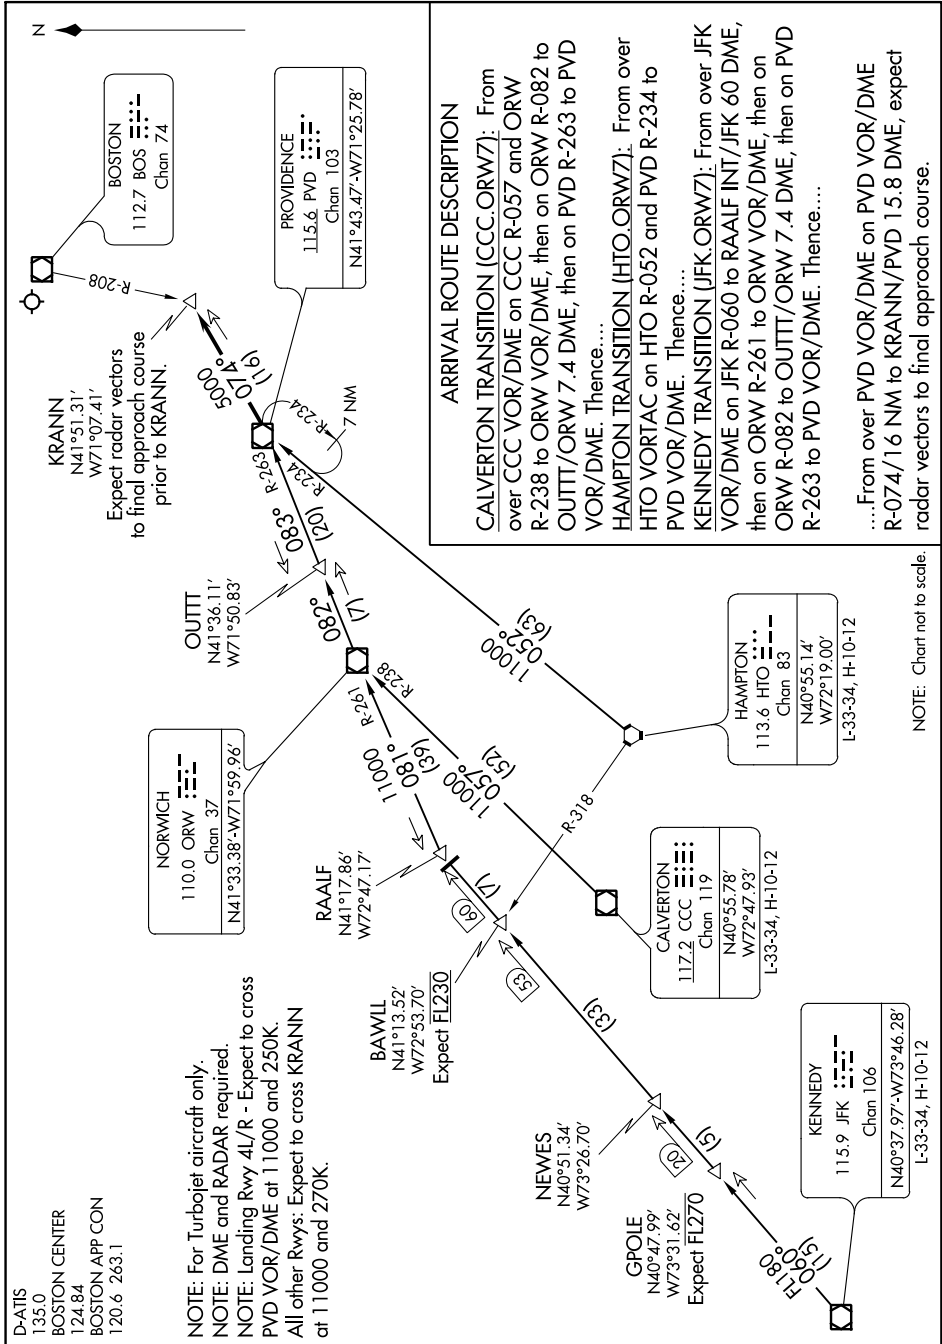 D-ATIS
135.0
BOSTON CENTER
124.84
BOSTON APP CON
120.6 263.1
NOTE: For Turbojet aircraft only.
NOTE: DME and RADAR required.
NOTE: Landing Rwy 4L/R - Expect to cross
PVD VOR/DME at 11000 and 250K.
All other Rwys: Expect to cross KRANN
at 11000 and 270K.
N
BOSTON
112.7 BOS
Chan 74
R-208
KRANN
N41°51.31'
W71°07.41'
Expect radar vectors
to final approach course
prior to KRANN.
5000
074°
(16)
PROVIDENCE
115.6 PVD
Chan 103
N41°43.47'-W71°25.78'
R-234
7 NM
R-263
R-234
083°
(20)
OUTTT
N41°36.11'
W71°50.83'
082°
(7)
NORWICH
110.0 ORW
Chan 37
N41°33.38'-W71°59.96'
R-261
R-238
11000
081°
(39)
11000
057°
(52)
11000
052°
(63)
RAALF
N41°17.86'
W72°47.17'
60
(7)
BAWLL
N41°13.52'
W72°53.70'
Expect FL230
53
R-318
(33)
HAMPTON
113.6 HTO
Chan 83
N40°55.14'
W72°19.00'
L-33-34, H-10-12
CALVERTON
117.2 CCC
Chan 119
N40°55.78'
W72°47.93'
L-33-34, H-10-12
NEWES
N40°51.34'
W73°26.70'
20
(5)
GPOLE
N40°47.99'
W73°31.62'
Expect FL270
FL180
060°
(15)
KENNEDY
115.9 JFK
Chan 106
N40°37.97'-W73°46.28'
L-33-34, H-10-12
ARRIVAL ROUTE DESCRIPTION
CALVERTON TRANSITION (CCC.ORW7): From
over CCC VOR/DME on CCC R-057 and ORW
R-238 to ORW VOR/DME, then on ORW R-082 to
OUTTT/ORW 7.4 DME, then on PVD R-263 to PVD
VOR/DME. Thence....
HAMPTON TRANSITION (HTO.ORW7): From over
HTO VORTAC on HTO R-052 and PVD R-234 to
PVD VOR/DME. Thence....
KENNEDY TRANSITION (JFK.ORW7): From over JFK
VOR/DME on JFK R-060 to RAALF INT/JFK 60 DME,
then on ORW R-261 to ORW VOR/DME, then on
ORW R-082 to OUTTT/ORW 7.4 DME, then on PVD
R-263 to PVD VOR/DME. Thence....
....From over PVD VOR/DME on PVD VOR/DME
R-074/16 NM to KRANN/PVD 15.8 DME, expect
radar vectors to final approach course.
NOTE: Chart not to scale.